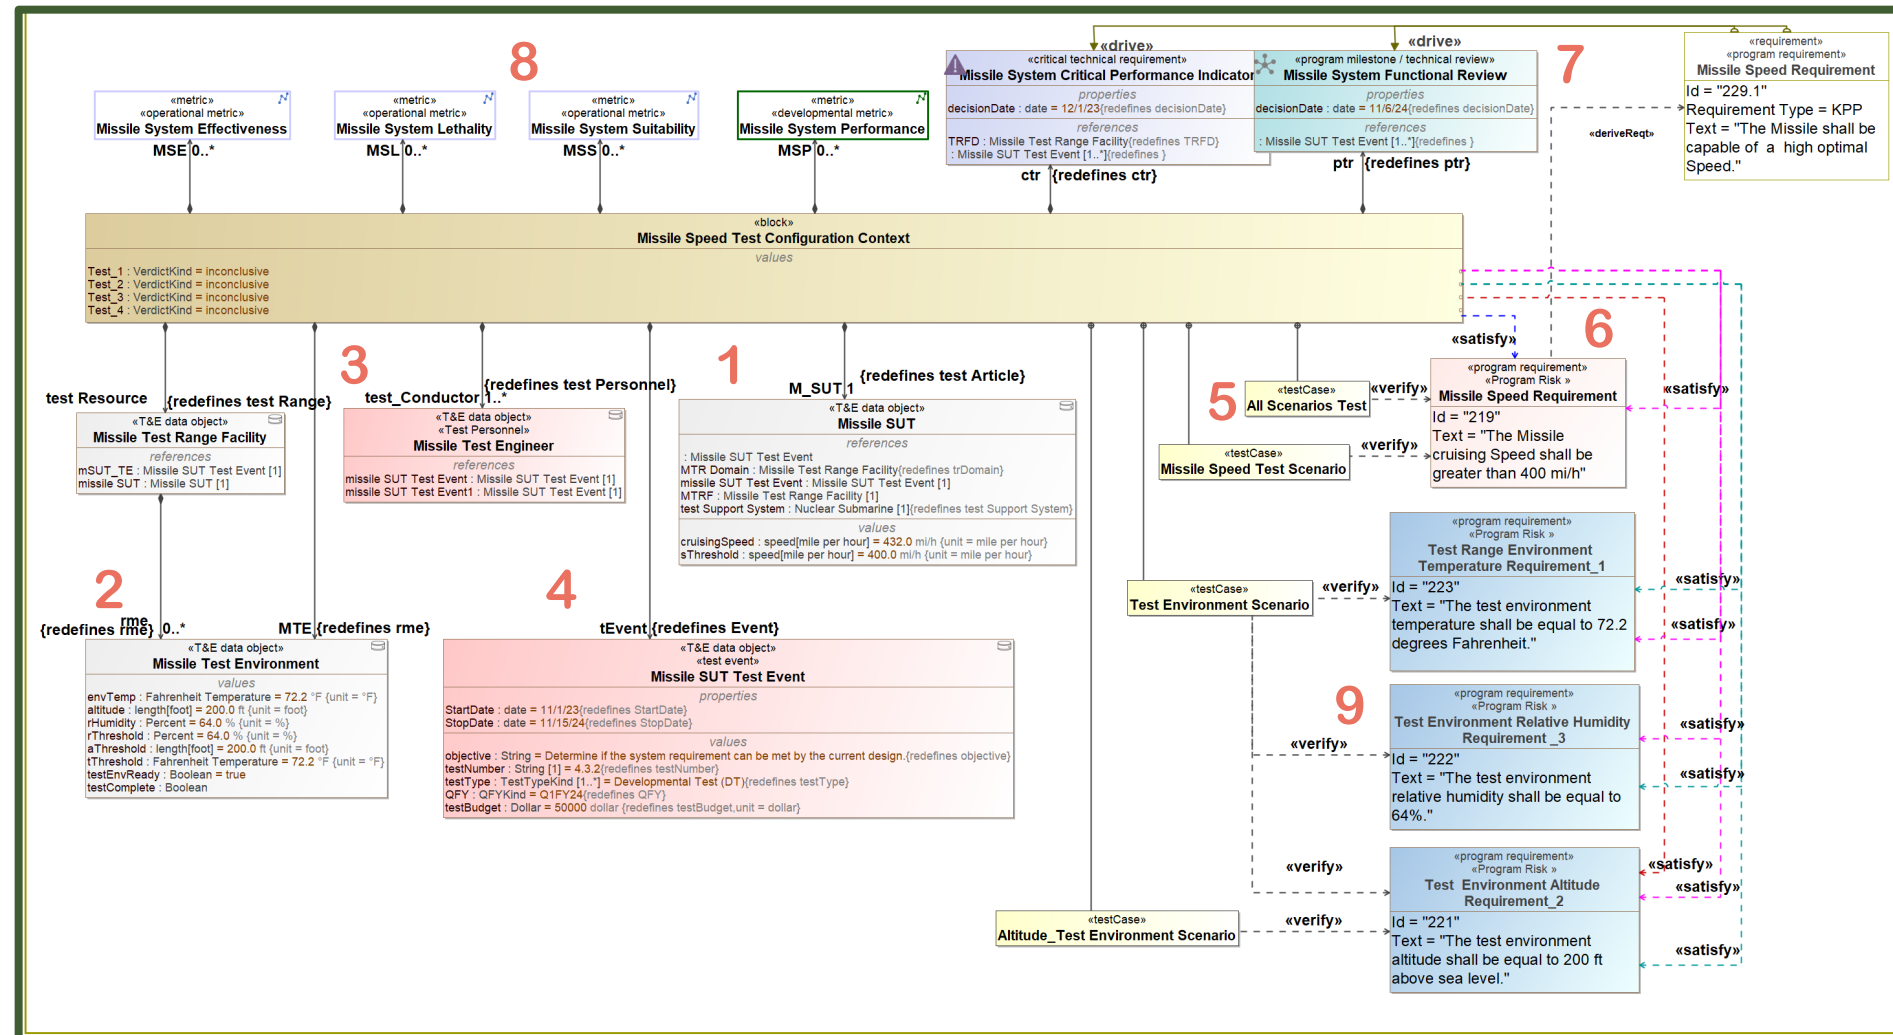 8
«metric»
«operational metric»
Missile System Effectiveness
MSE 0..*
«metric»
«operational metric»
Missile System Lethality
MSL 0..*
«metric»
«operational metric»
Missile System Suitability
MSS 0..*
«metric»
«developmental metric»
Missile System Performance
MSP 0..*
«drive»
«critical technical requirement»
Missile System Critical Performance Indicator
properties
decisionDate : date = 12/1/23{redefines decisionDate}
references
TRFD : Missile Test Range Facility{redefines TRFD}
: Missile SUT Test Event [1..*]{redefines }
ctr {redefines ctr}
«drive»
«program milestone / technical review»
Missile System Functional Review
properties
decisionDate : date = 11/6/24{redefines decisionDate}
references
: Missile SUT Test Event [1..*]{redefines }
ptr {redefines ptr}
7
«deriveReqt»
«requirement»
«program requirement»
Missile Speed Requirement
Id = "229.1"
Requirement Type = KPP
Text = "The Missile shall be
capable of a high optimal
Speed."
«block»
Missile Speed Test Configuration Context
values
Test_1 : VerdictKind = inconclusive
Test_2 : VerdictKind = inconclusive
Test_3 : VerdictKind = inconclusive
Test_4 : VerdictKind = inconclusive
3
test Resource
{redefines test Range}
«T&E data object»
Missile Test Range Facility
references
mSUT_TE : Missile SUT Test Event [1]
missile SUT : Missile SUT [1]
{redefines test Personnel}
test_Conductor 1..*
«T&E data object»
«Test Personnel»
Missile Test Engineer
references
missile SUT Test Event : Missile SUT Test Event [1]
missile SUT Test Event1 : Missile SUT Test Event [1]
1
M_SUT 1
{redefines test Article}
«T&E data object»
Missile SUT
references
: Missile SUT Test Event
MTR Domain : Missile Test Range Facility{redefines trDomain}
missile SUT Test Event : Missile SUT Test Event [1]
MTRF : Missile Test Range Facility [1]
test Support System : Nuclear Submarine [1]{redefines test Support System}
values
cruisingSpeed : speed[mile per hour] = 432.0 mi/h {unit = mile per hour}
sThreshold : speed[mile per hour] = 400.0 mi/h {unit = mile per hour}
2
rme
{redefines rme} 0..*
MTE {redefines rme}
«T&E data object»
Missile Test Environment
values
envTemp : Fahrenheit Temperature = 72.2 °F {unit = °F}
altitude : length[foot] = 200.0 ft {unit = foot}
rHumidity : Percent = 64.0 % {unit = %}
rThreshold : Percent = 64.0 % {unit = %}
aThreshold : length[foot] = 200.0 ft {unit = foot}
tThreshold : Fahrenheit Temperature = 72.2 °F {unit = °F}
testEnvReady : Boolean = true
testComplete : Boolean
4
tEvent {redefines Event}
«T&E data object»
«test event»
Missile SUT Test Event
properties
StartDate : date = 11/1/23{redefines StartDate}
StopDate : date = 11/15/24{redefines StopDate}
values
objective : String = Determine if the system requirement can be met by the current design.{redefines objective}
testNumber : String [1] = 4.3.2{redefines testNumber}
testType : TestTypeKind [1..*] = Developmental Test (DT){redefines testType}
QFY : QFYKind = Q1FY24{redefines QFY}
testBudget : Dollar = 50000 dollar {redefines testBudget,unit = dollar}
6
«satisfy»
5
«testCase»
All Scenarios Test
«verify»
«testCase»
Missile Speed Test Scenario
«verify»
«program requirement»
«Program Risk »
Missile Speed Requirement
Id = "219"
Text = "The Missile
cruising Speed shall be
greater than 400 mi/h"
«satisfy»
«testCase»
Test Environment Scenario
«verify»
«program requirement»
«Program Risk »
Test Range Environment
Temperature Requirement_1
Id = "223"
Text = "The test environment
temperature shall be equal to 72.2
degrees Fahrenheit."
«satisfy»
«satisfy»
9
«verify»
«program requirement»
«Program Risk »
Test Environment Relative Humidity
Requirement _3
Id = "222"
Text = "The test environment
relative humidity shall be equal to
64%."
«satisfy»
«satisfy»
«verify»
«testCase»
Altitude_Test Environment Scenario
«verify»
«program requirement»
«Program Risk »
Test Environment Altitude
Requirement_2
Id = "221"
Text = "The test environment
altitude shall be equal to 200 ft
above sea level."
«satisfy»
«satisfy»
«satisfy»